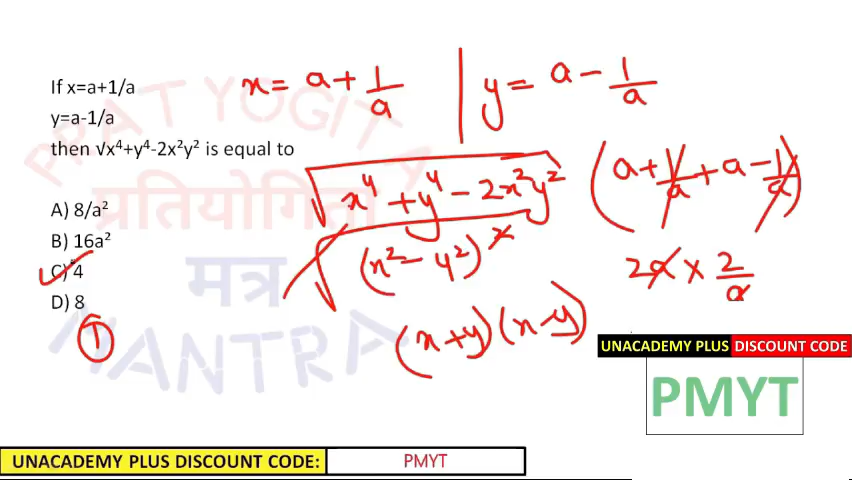 If x=a+1/a
y=a-1/a
then √x⁴+y⁴-2x²y² is equal to
A) 8/a²
B) 16a²
C) 4
D) 8
1
x = a + 1/a | y = a - 1/a
√x⁴ + y⁴ - 2x²y²
√(x² - y²)²
(x+y)(x-y)
(a + 1/a + a - 1/a)
2a × 2/a
PRATYOGITA
प्रतियोगिता
मंत्र
MANTRA
UNACADEMY PLUS DISCOUNT CODE
PMYT
UNACADEMY PLUS DISCOUNT CODE: PMYT